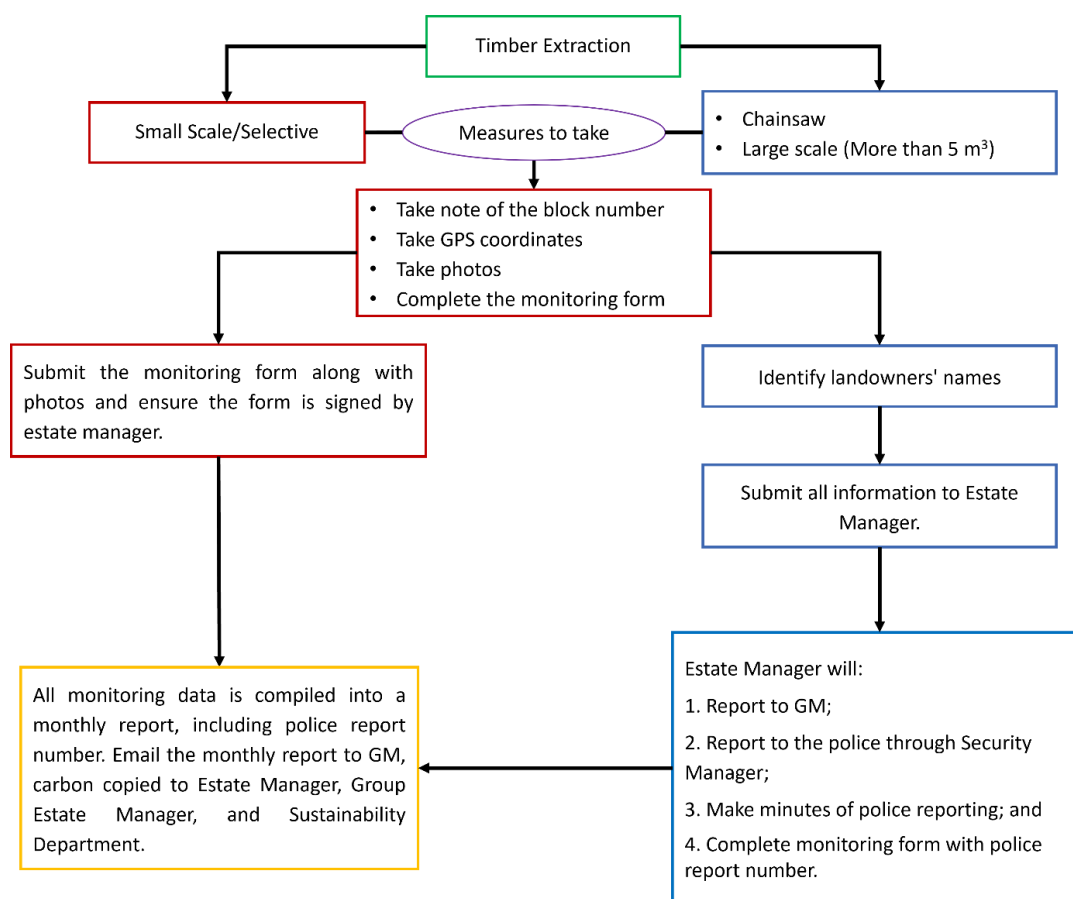 Timber Extraction
Small Scale/Selective
Measures to take
• Chainsaw
• Large scale (More than 5 m³)
• Take note of the block number
• Take GPS coordinates
• Take photos
• Complete the monitoring form
Submit the monitoring form along with
photos and ensure the form is signed by
estate manager.
Identify landowners' names
Submit all information to Estate
Manager.
All monitoring data is compiled into a
monthly report, including police report
number. Email the monthly report to GM,
carbon copied to Estate Manager, Group
Estate Manager, and Sustainability
Department.
Estate Manager will:
1. Report to GM;
2. Report to the police through Security
Manager;
3. Make minutes of police reporting; and
4. Complete monitoring form with police
report number.